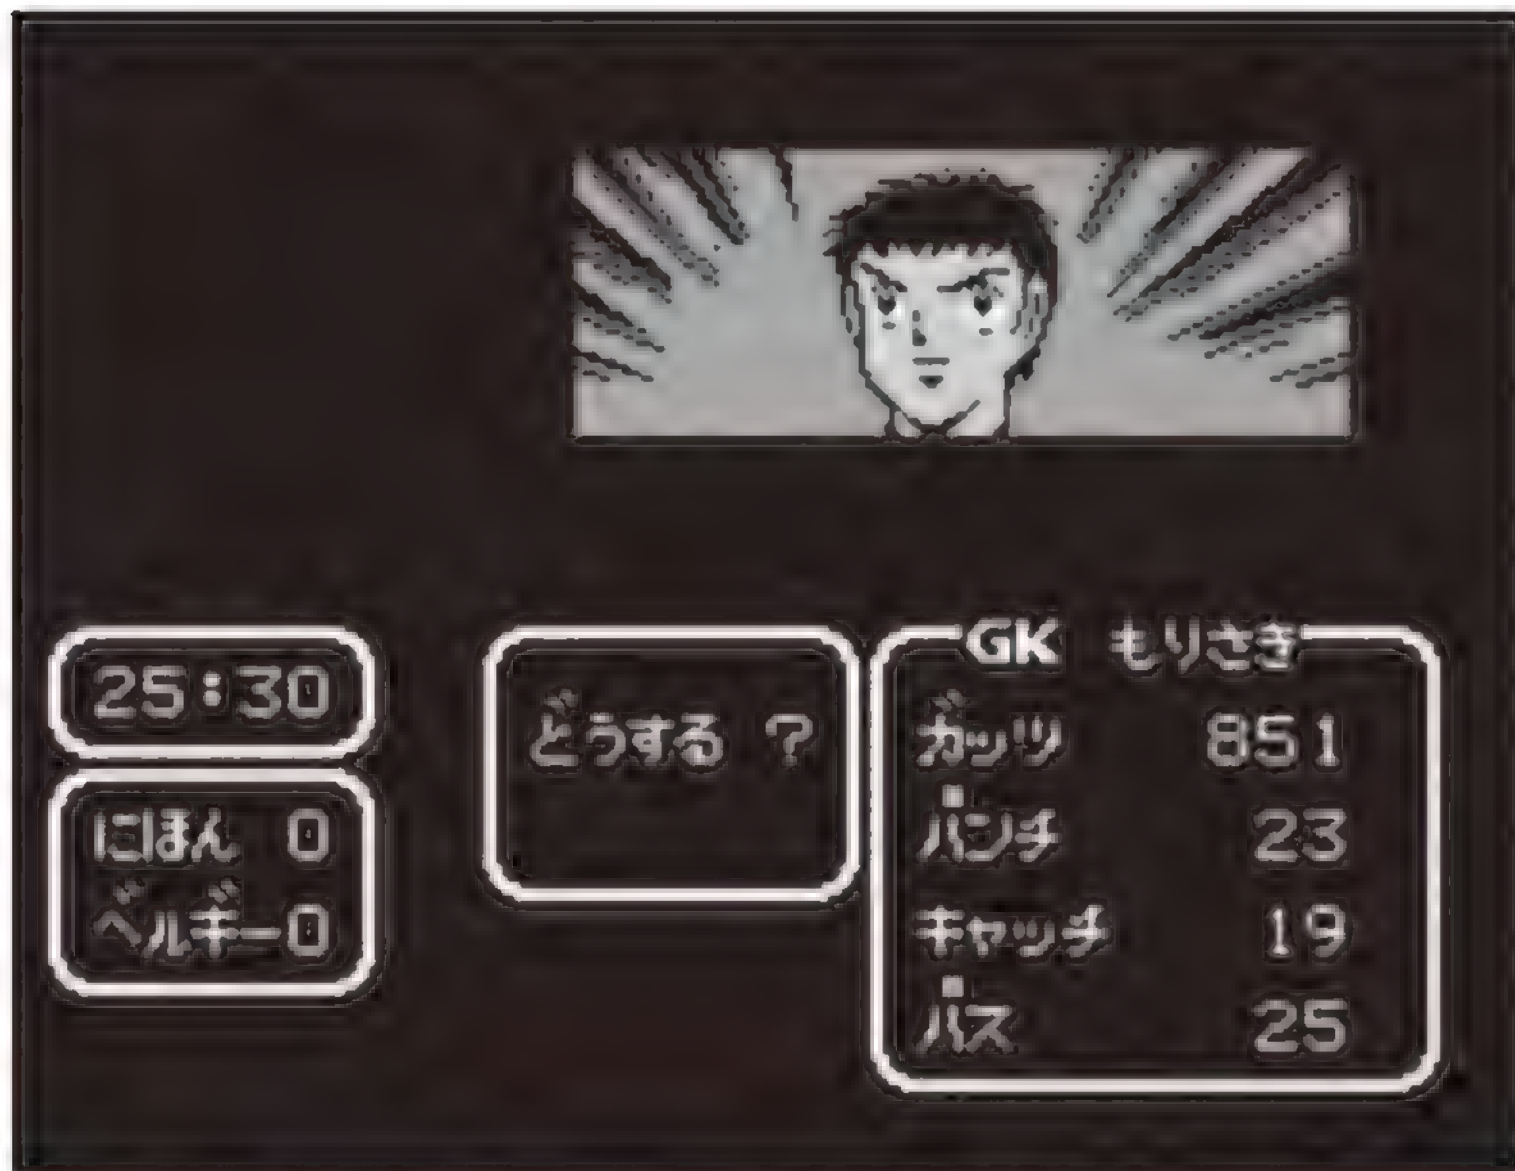 25:30
にほん 0
ベルギー0
どうする ?
GK もりさき
ガッツ 851
パンチ 23
キャッチ 19
パス 25